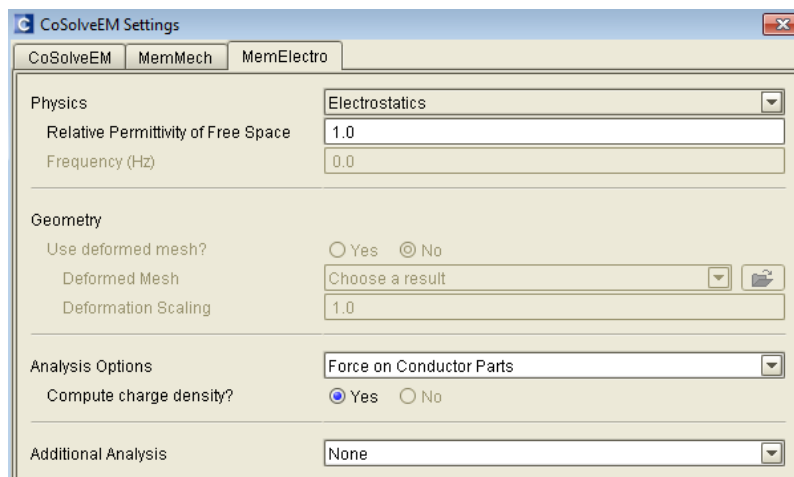 CoSolveEM Settings
CoSolveEM MemMech MemElectro
Physics Electrostatics
Relative Permittivity of Free Space 1.0
Frequency (Hz) 0.0
Geometry
Use deformed mesh? Yes No
Deformed Mesh Choose a result
Deformation Scaling 1.0
Analysis Options Force on Conductor Parts
Compute charge density? Yes No
Additional Analysis None